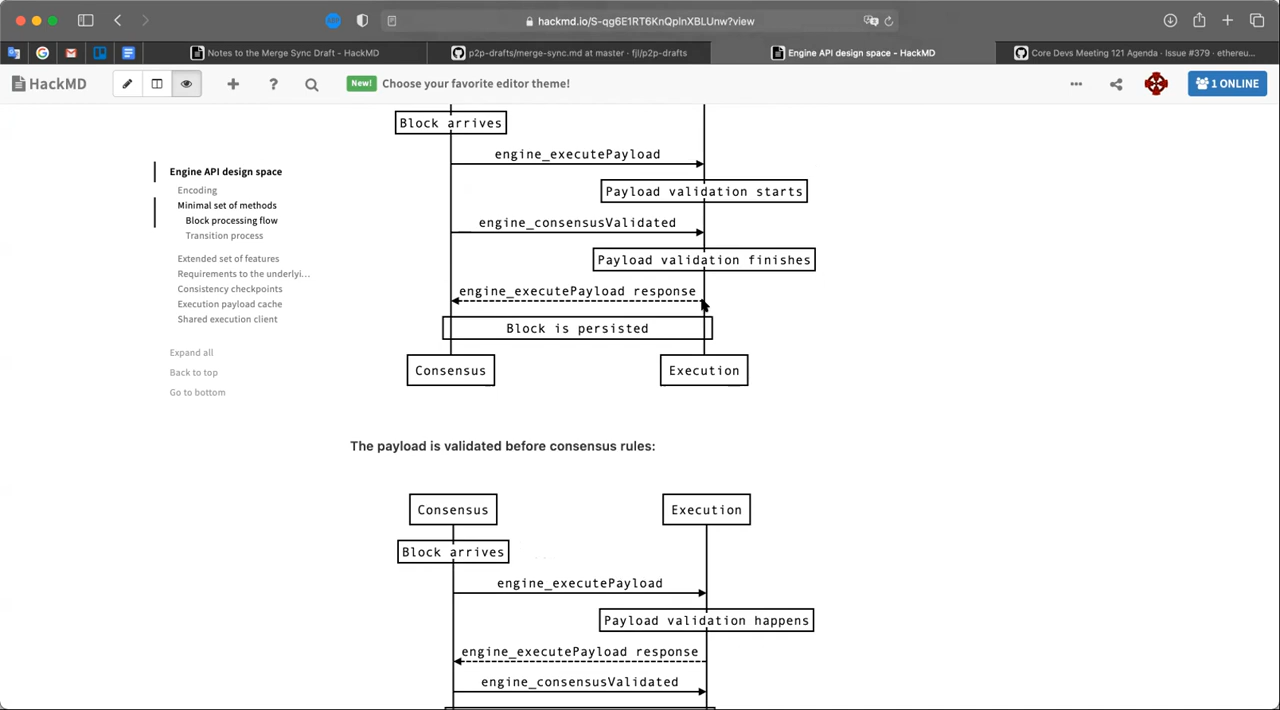 hackmd.io/S-qg6E1RT6KnQplnXBLUnw?view
Notes to the Merge Sync Draft - HackMD
p2p-drafts/merge-sync.md at master · fjl/p2p-drafts
Engine API design space - HackMD
Core Devs Meeting 121 Agenda · Issue #379 · ethereu...
HackMD
New!
Choose your favorite editor theme!
1 ONLINE
Engine API design space
Encoding
Minimal set of methods
Block processing flow
Transition process
Extended set of features
Requirements to the underlyi...
Consistency checkpoints
Execution payload cache
Shared execution client
Expand all
Back to top
Go to bottom
Block arrives
engine_executePayload
Payload validation starts
engine_consensusValidated
Payload validation finishes
engine_executePayload response
Block is persisted
Consensus
Execution
The payload is validated before consensus rules:
Consensus
Execution
Block arrives
engine_executePayload
Payload validation happens
engine_executePayload response
engine_consensusValidated